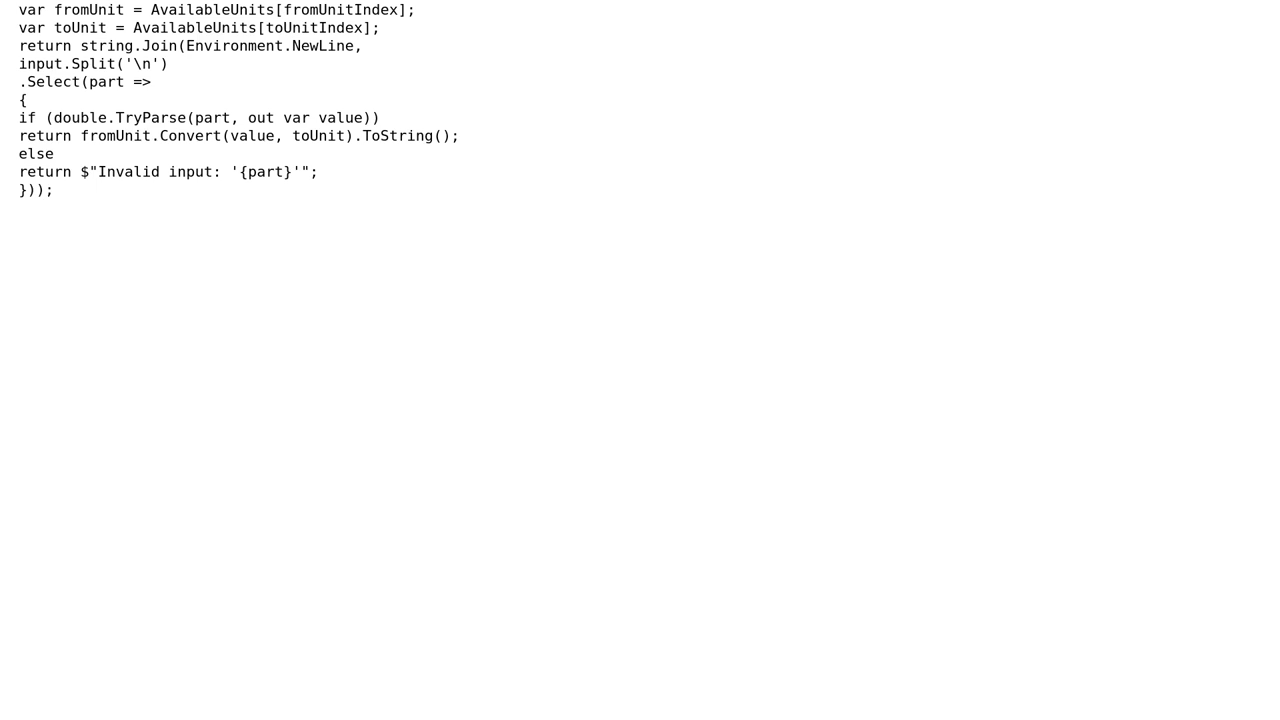 var fromUnit = AvailableUnits[fromUnitIndex];
var toUnit = AvailableUnits[toUnitIndex];
return string.Join(Environment.NewLine,
input.Split('\n')
.Select(part =>
{
if (double.TryParse(part, out var value))
return fromUnit.Convert(value, toUnit).ToString();
else
return $"Invalid input: '{part}'";
}));